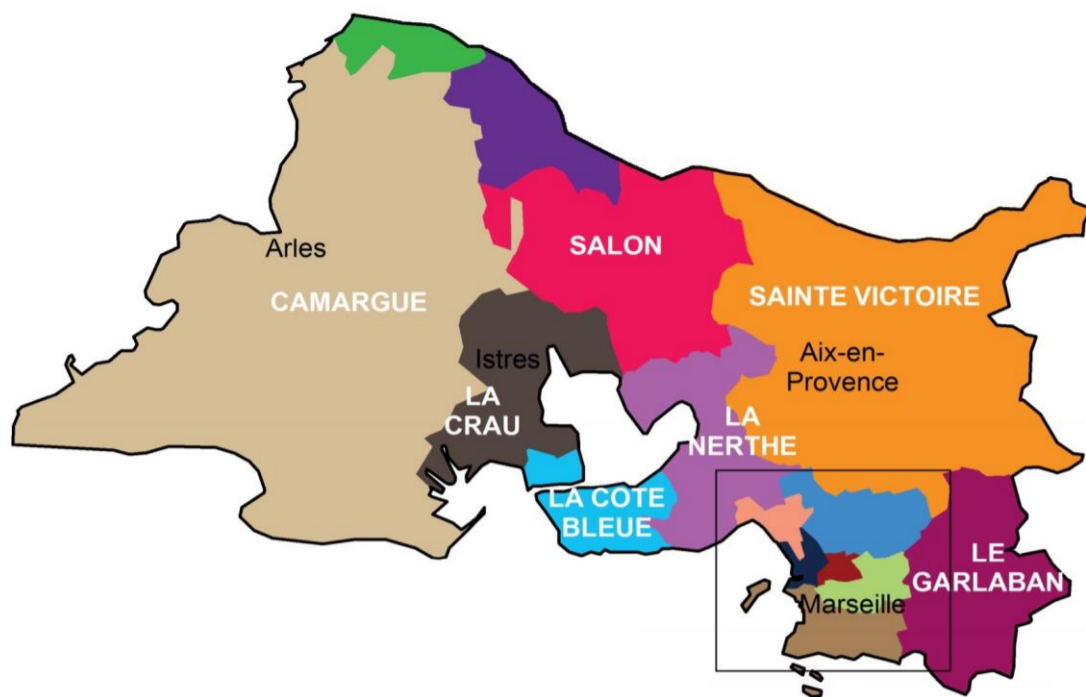 SALON
Arles
CAMARGUE
SAINTE VICTOIRE
Istres
Aix-en-
Provence
LA
CRAU
LA
NERTHE
LA COTE
BLEUE
LE
GARLABAN
Marseille